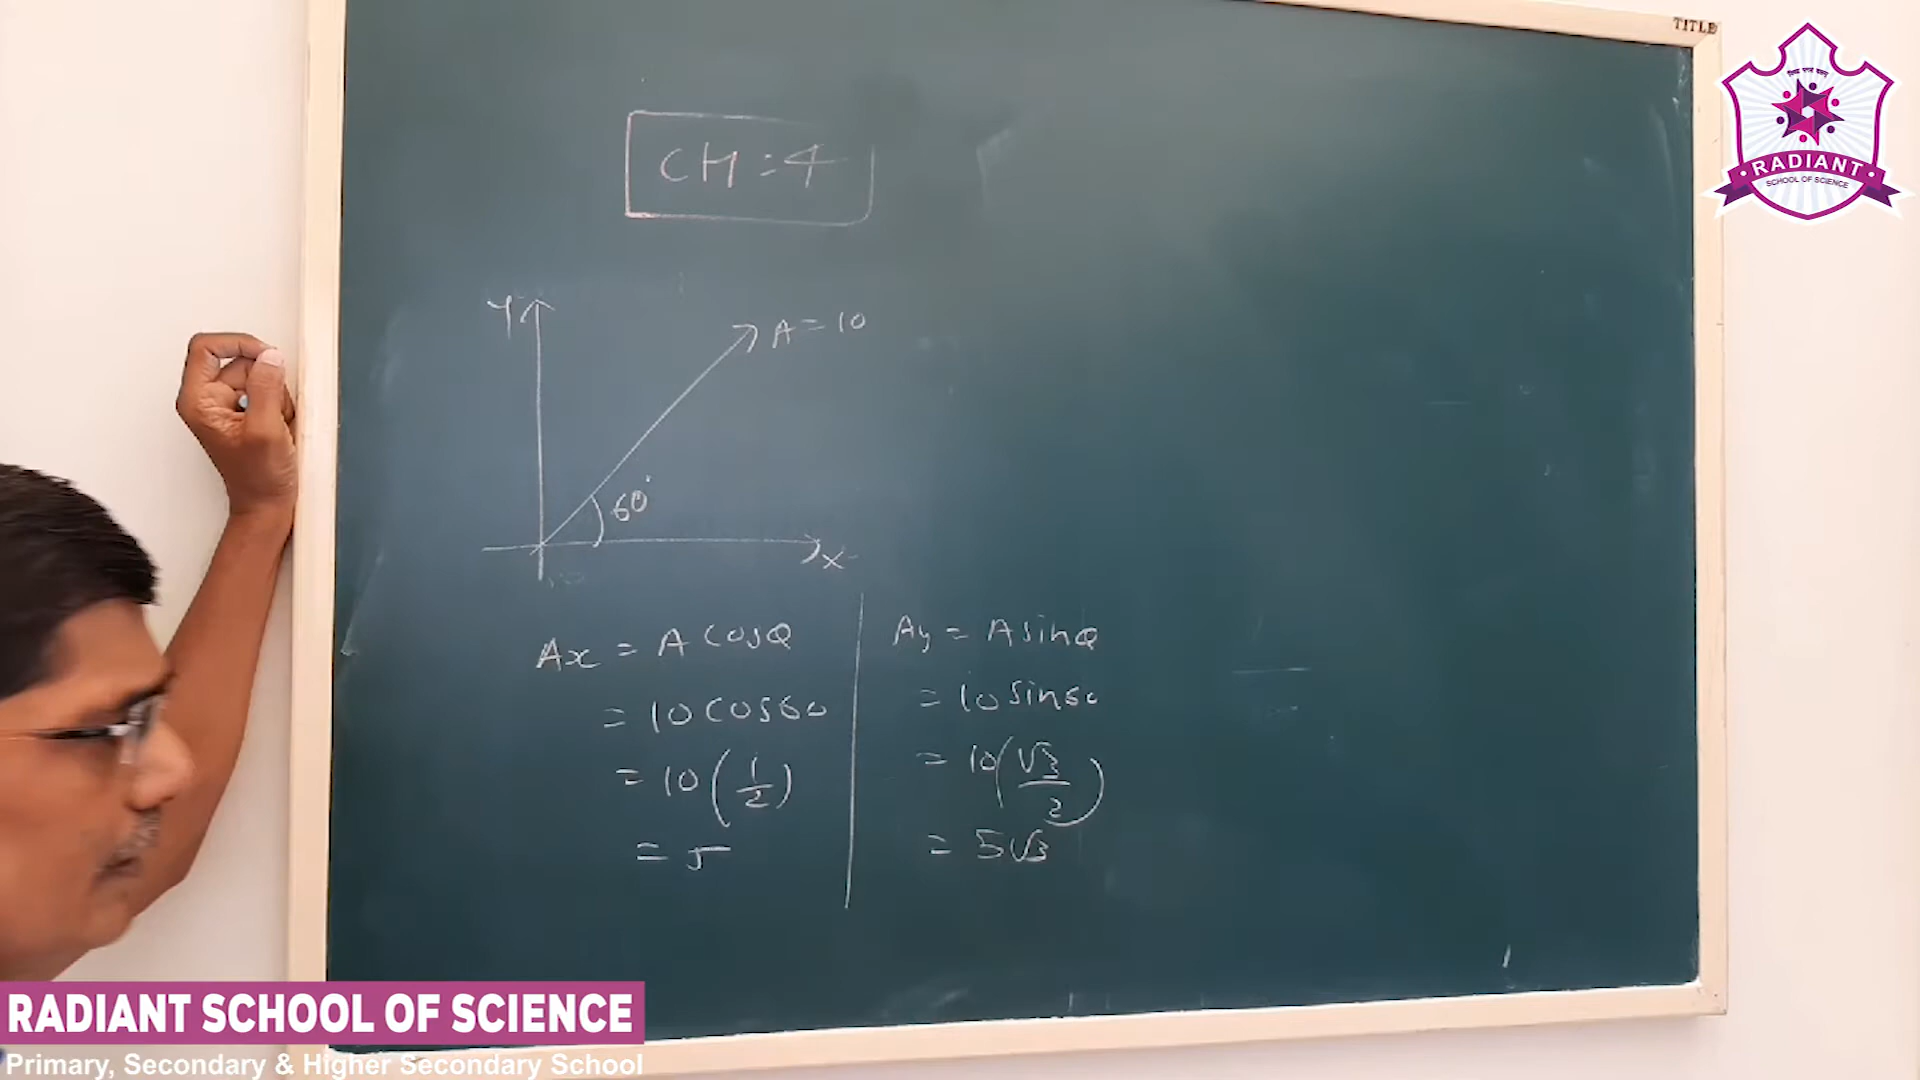 TITLE
CH = 4
Y
A = 10
60°
X
Ax = A cosθ
= 10 cos60
= 10 (1/2)
= 5
Ay = A sinθ
= 10 sin60
= 10 (√3/2)
= 5√3
RADIANT
SCHOOL OF SCIENCE
RADIANT SCHOOL OF SCIENCE
Primary, Secondary & Higher Secondary School